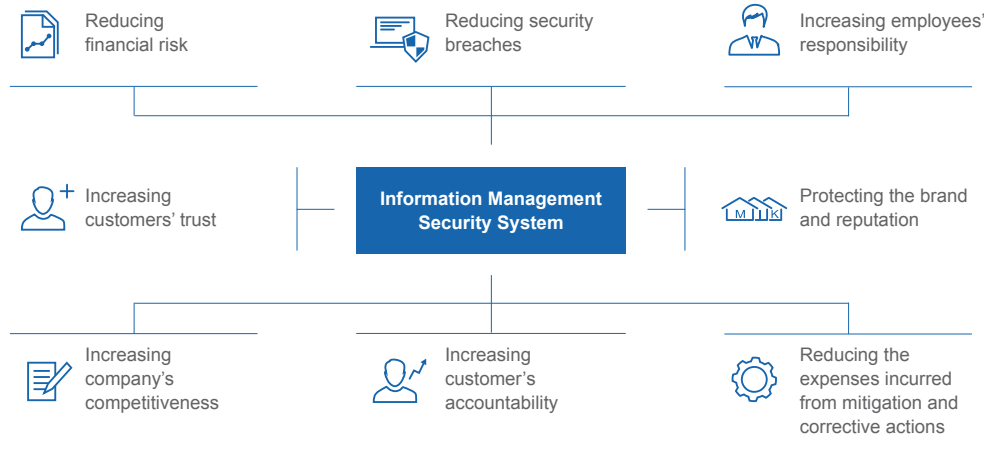 Reducing
financial risk
Reducing security
breaches
Increasing employees'
responsibility
Increasing
customers' trust
Information Management
Security System
M K
Protecting the brand
and reputation
Increasing
company's
competitiveness
Increasing
customer's
accountability
Reducing the
expenses incurred
from mitigation and
corrective actions